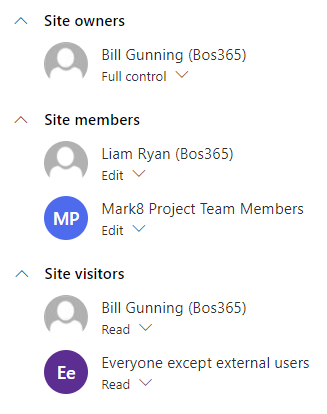 Site owners
Bill Gunning (Bos365)
Full control
Site members
Liam Ryan (Bos365)
Edit
MP
Mark8 Project Team Members
Edit
Site visitors
Bill Gunning (Bos365)
Read
Ee
Everyone except external users
Read